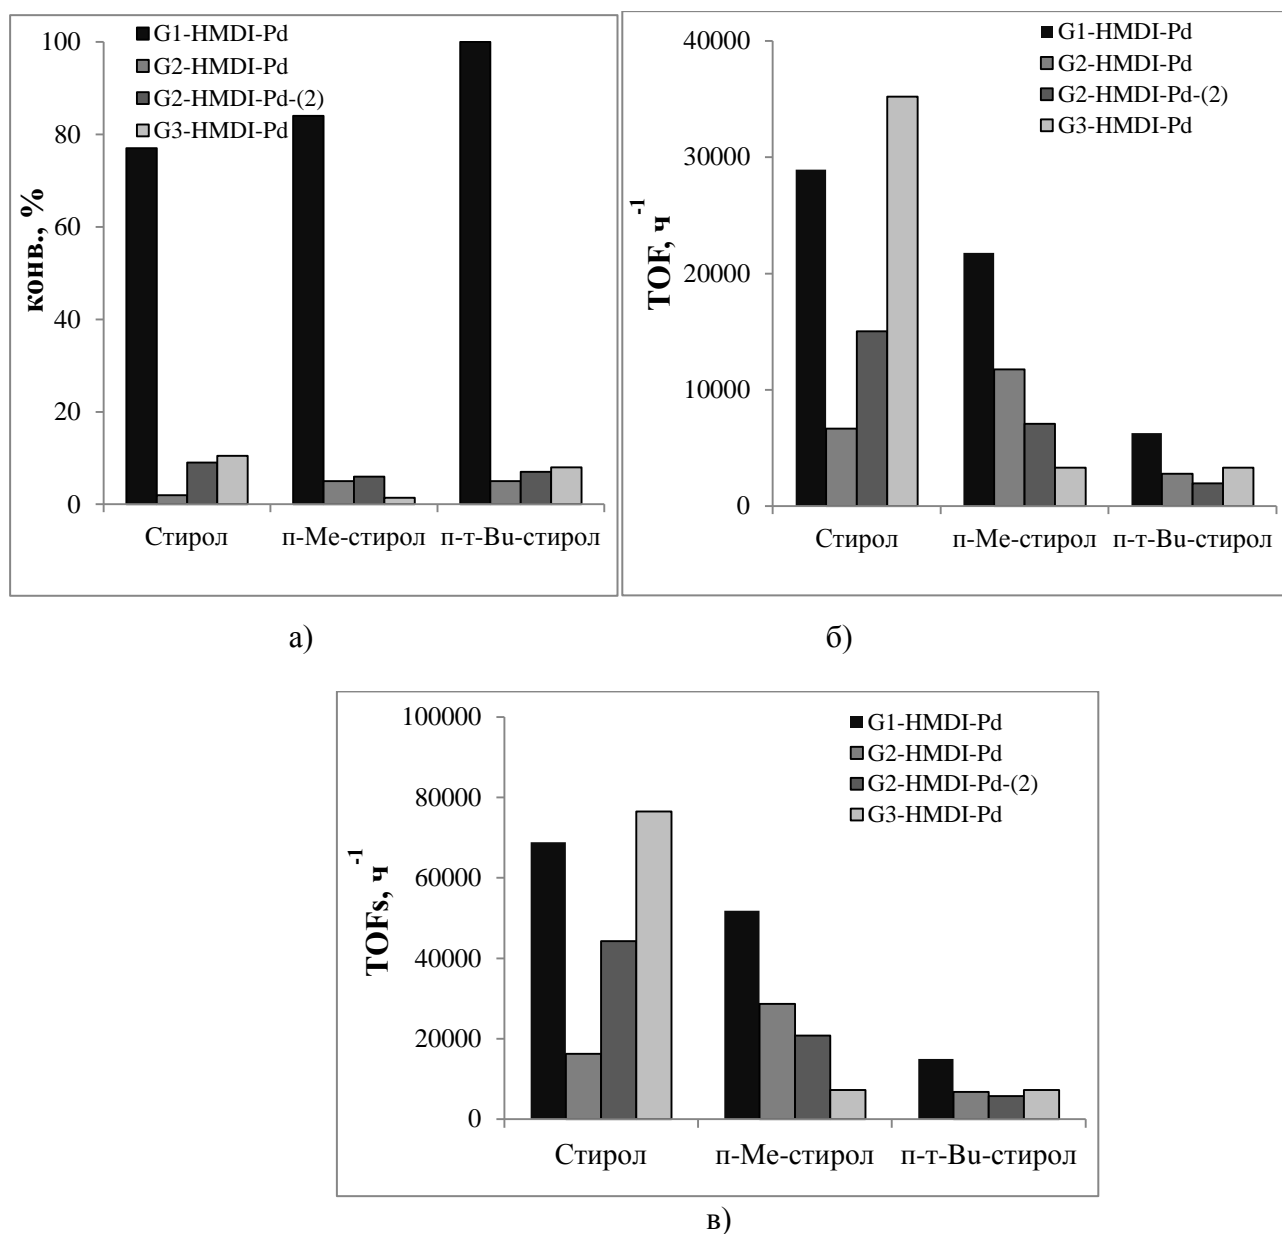 100
80
60
40
20
0
конв., %
G1-HMDI-Pd
G2-HMDI-Pd
G2-HMDI-Pd-(2)
G3-HMDI-Pd
Стирол п-Me-стирол п-т-Bu-стирол
а)
40000
30000
20000
10000
0
TOF, ч⁻¹
G1-HMDI-Pd
G2-HMDI-Pd
G2-HMDI-Pd-(2)
G3-HMDI-Pd
Стирол п-Me-стирол п-т-Bu-стирол
б)
100000
80000
60000
40000
20000
0
TOFs, ч⁻¹
G1-HMDI-Pd
G2-HMDI-Pd
G2-HMDI-Pd-(2)
G3-HMDI-Pd
Стирол п-Me-стирол п-т-Bu-стирол
в)